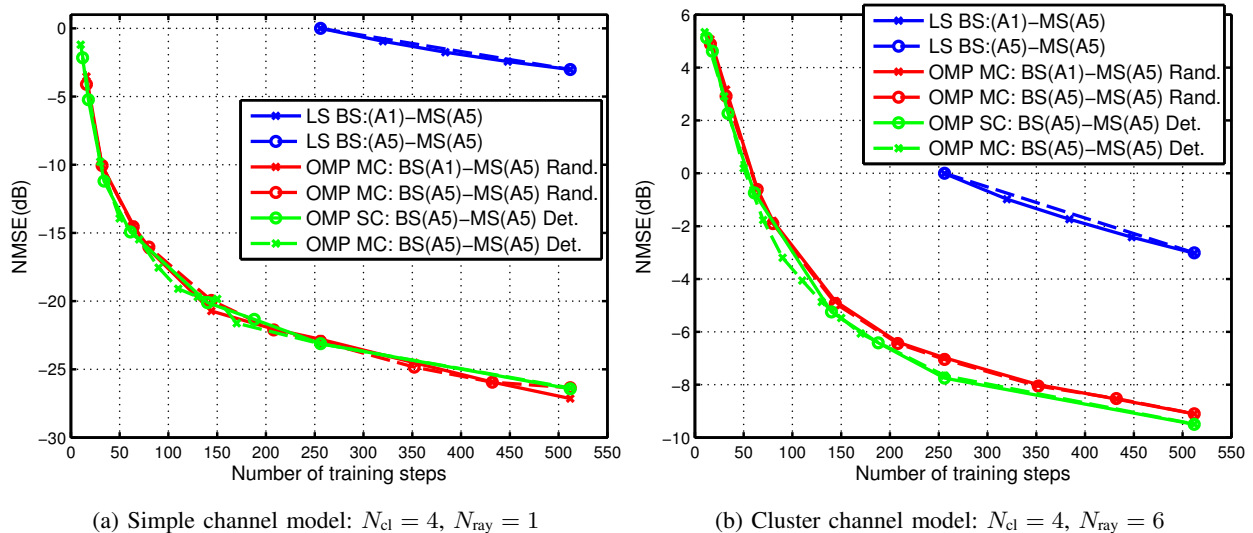 0
−5
−10
−15
−20
−25
−30
NMSE(dB)
0 50 100 150 200 250 300 350 400 450 500 550
Number of training steps
LS BS:(A1)−MS(A5)
LS BS:(A5)−MS(A5)
OMP MC: BS(A1)−MS(A5) Rand.
OMP MC: BS(A5)−MS(A5) Rand.
OMP SC: BS(A5)−MS(A5) Det.
OMP MC: BS(A5)−MS(A5) Det.
(a) Simple channel model: N_cl = 4, N_ray = 1
6
4
2
0
−2
−4
−6
−8
−10
NMSE(dB)
0 50 100 150 200 250 300 350 400 450 500 550
Number of training steps
LS BS:(A1)−MS(A5)
LS BS:(A5)−MS(A5)
OMP MC: BS(A1)−MS(A5) Rand.
OMP MC: BS(A5)−MS(A5) Rand.
OMP SC: BS(A5)−MS(A5) Det.
OMP MC: BS(A5)−MS(A5) Det.
(b) Cluster channel model: N_cl = 4, N_ray = 6